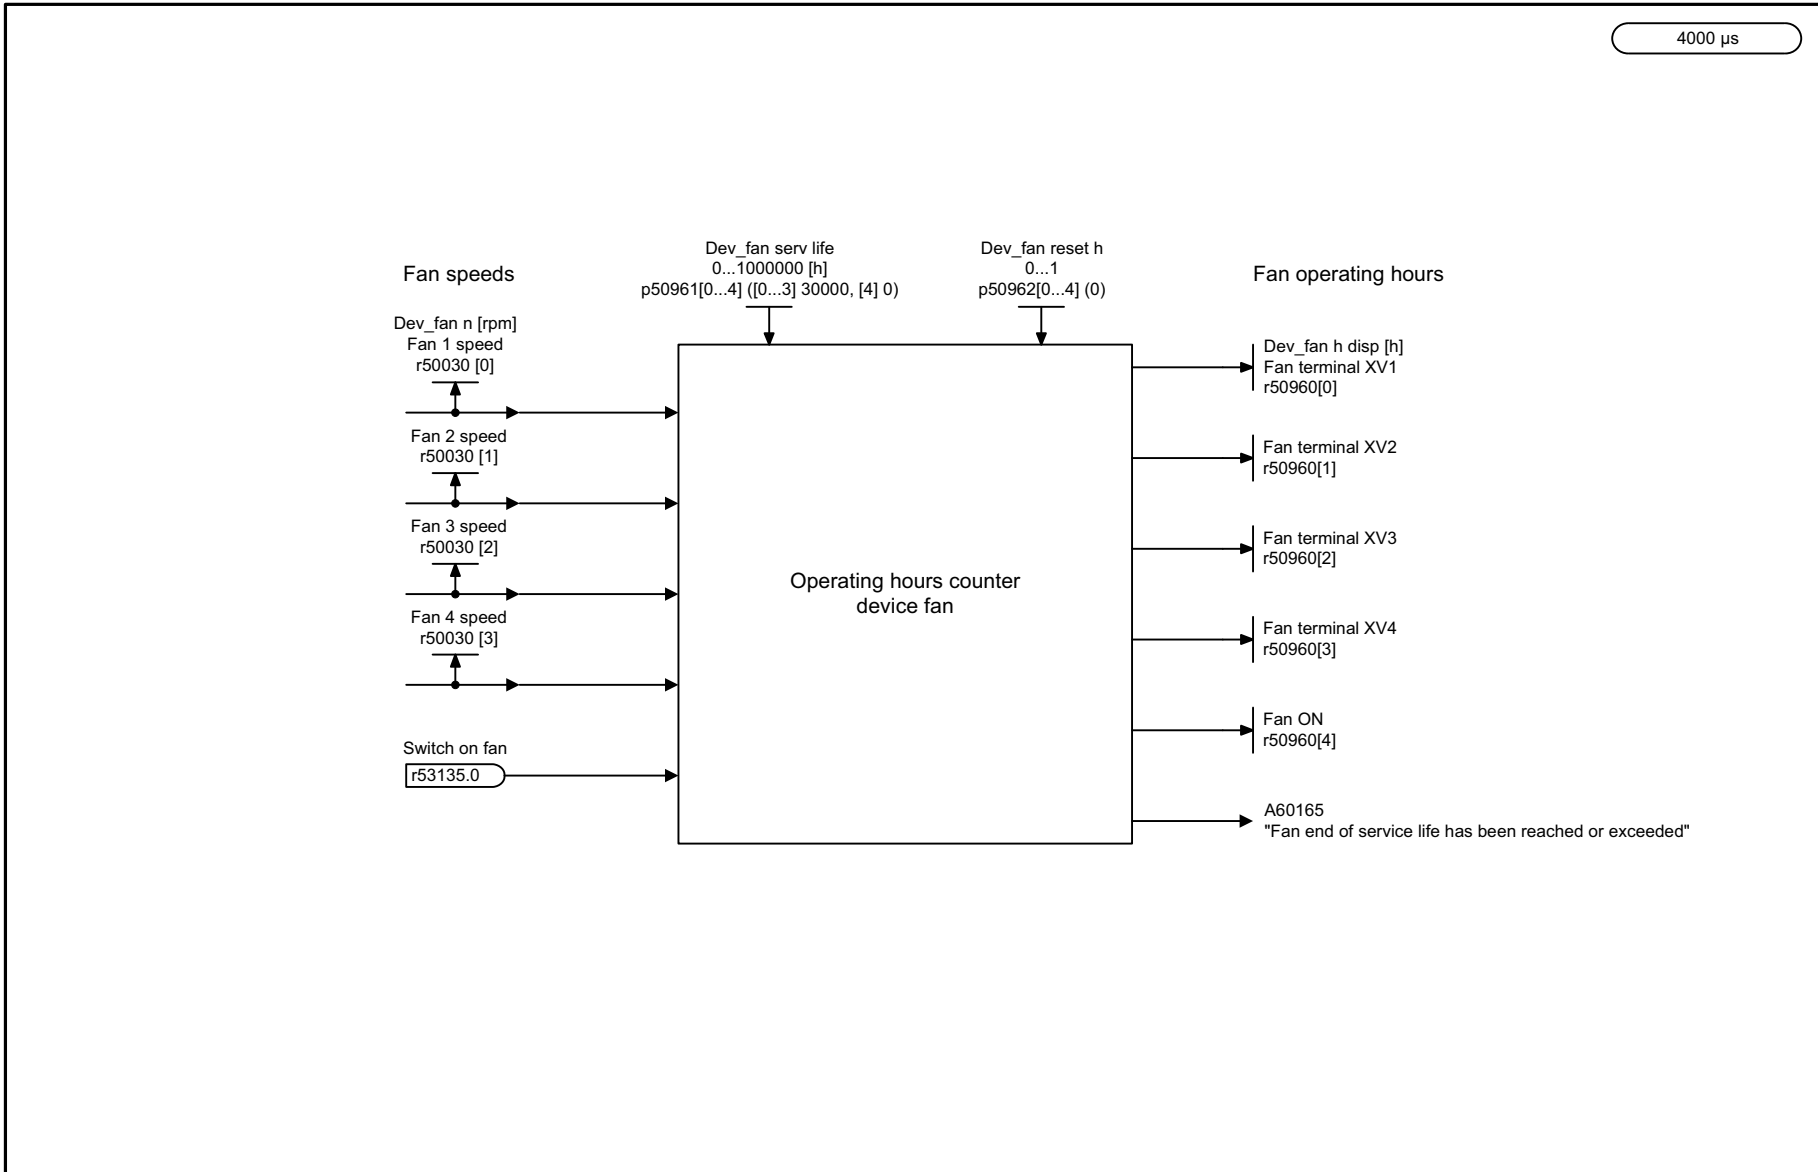 4000 µs
Fan speeds
Dev_fan serv life
0...1000000 [h]
p50961[0...4] ([0...3] 30000, [4] 0)
Dev_fan reset h
0...1
p50962[0...4] (0)
Fan operating hours
Dev_fan n [rpm]
Fan 1 speed
r50030 [0]
Fan 2 speed
r50030 [1]
Fan 3 speed
r50030 [2]
Fan 4 speed
r50030 [3]
Switch on fan
r53135.0
Operating hours counter
device fan
Dev_fan h disp [h]
Fan terminal XV1
r50960[0]
Fan terminal XV2
r50960[1]
Fan terminal XV3
r50960[2]
Fan terminal XV4
r50960[3]
Fan ON
r50960[4]
A60165
"Fan end of service life has been reached or exceeded"